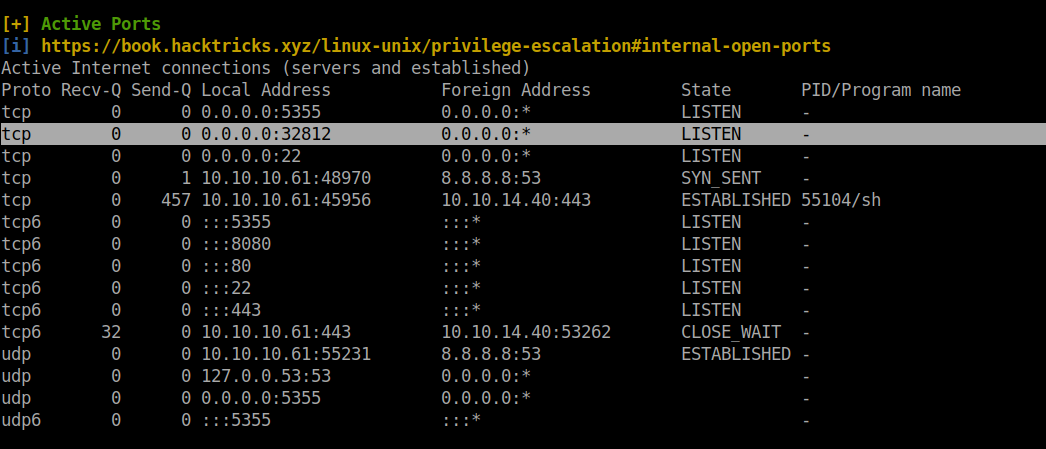 [+] Active Ports
[i] https://book.hacktricks.xyz/linux-unix/privilege-escalation#internal-open-ports
Active Internet connections (servers and established)
Proto Recv-Q Send-Q Local Address           Foreign Address         State       PID/Program name
tcp        0      0 0.0.0.0:5355            0.0.0.0:*               LISTEN      -
tcp        0      0 0.0.0.0:32812           0.0.0.0:*               LISTEN      -
tcp        0      0 0.0.0.0:22              0.0.0.0:*               LISTEN      -
tcp        0      1 10.10.10.61:48970       8.8.8.8:53              SYN_SENT    -
tcp        0    457 10.10.10.61:45956       10.10.14.40:443         ESTABLISHED 55104/sh
tcp6       0      0 :::5355                 :::*                    LISTEN      -
tcp6       0      0 :::8080                 :::*                    LISTEN      -
tcp6       0      0 :::80                   :::*                    LISTEN      -
tcp6       0      0 :::22                   :::*                    LISTEN      -
tcp6       0      0 :::443                  :::*                    LISTEN      -
tcp6      32      0 10.10.10.61:443         10.10.14.40:53262       CLOSE_WAIT  -
udp        0      0 10.10.10.61:55231       8.8.8.8:53              ESTABLISHED -
udp        0      0 127.0.0.53:53           0.0.0.0:*                           -
udp        0      0 0.0.0.0:5355            0.0.0.0:*                           -
udp6       0      0 :::5355                 :::*                                -